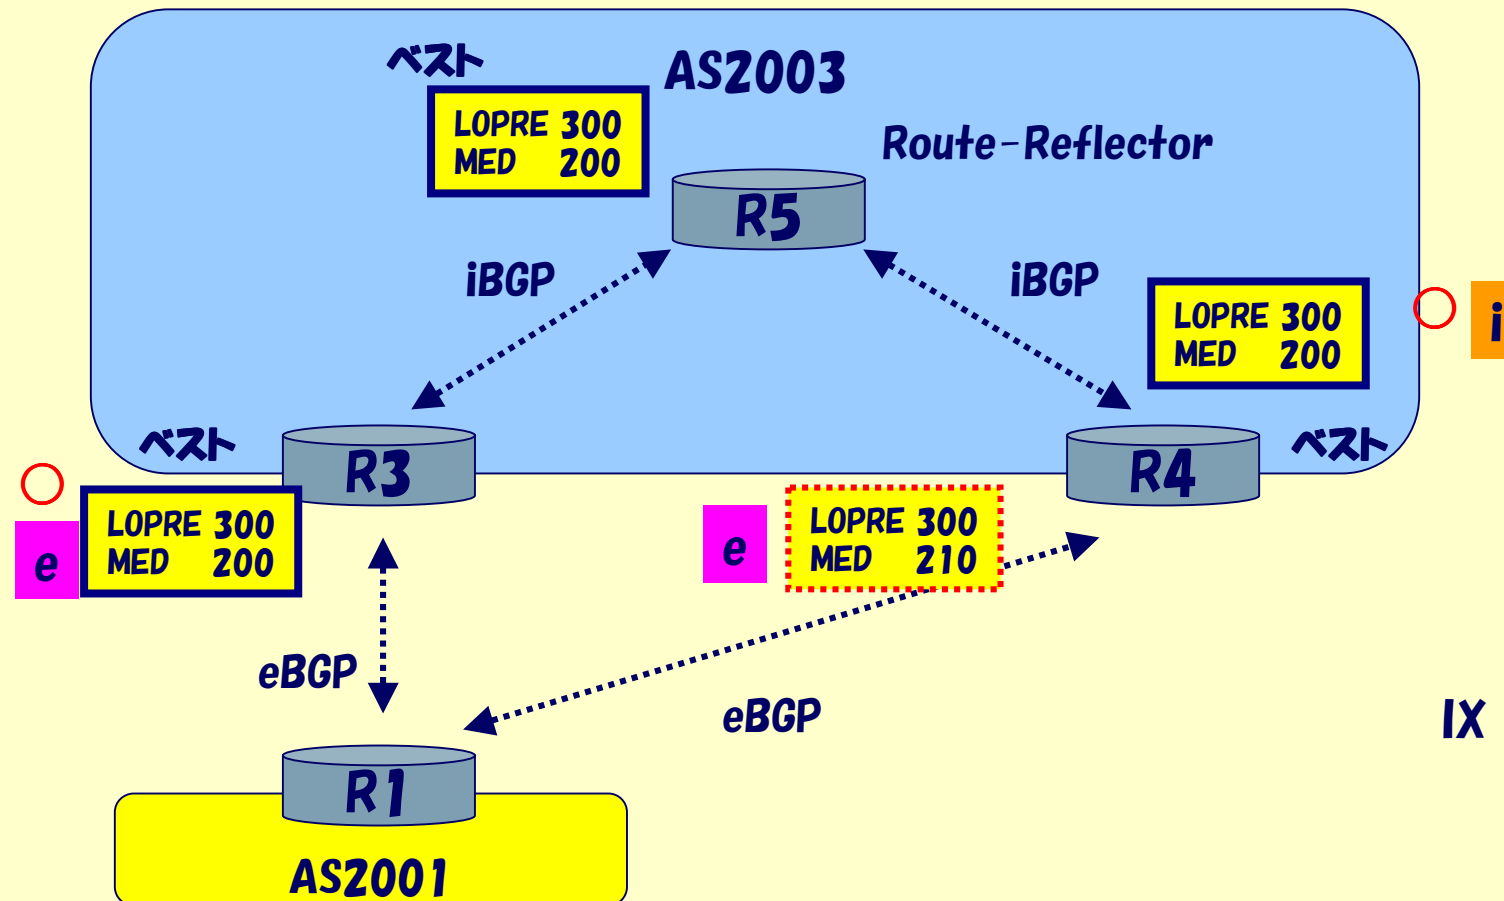 ベスト
AS2003
LOPRE 300
MED 200
Route-Reflector
R5
iBGP
iBGP
LOPRE 300
MED 200
i
ベスト
R3
R4
ベスト
e
LOPRE 300
MED 200
e
LOPRE 300
MED 210
eBGP
eBGP
IX
R1
AS2001